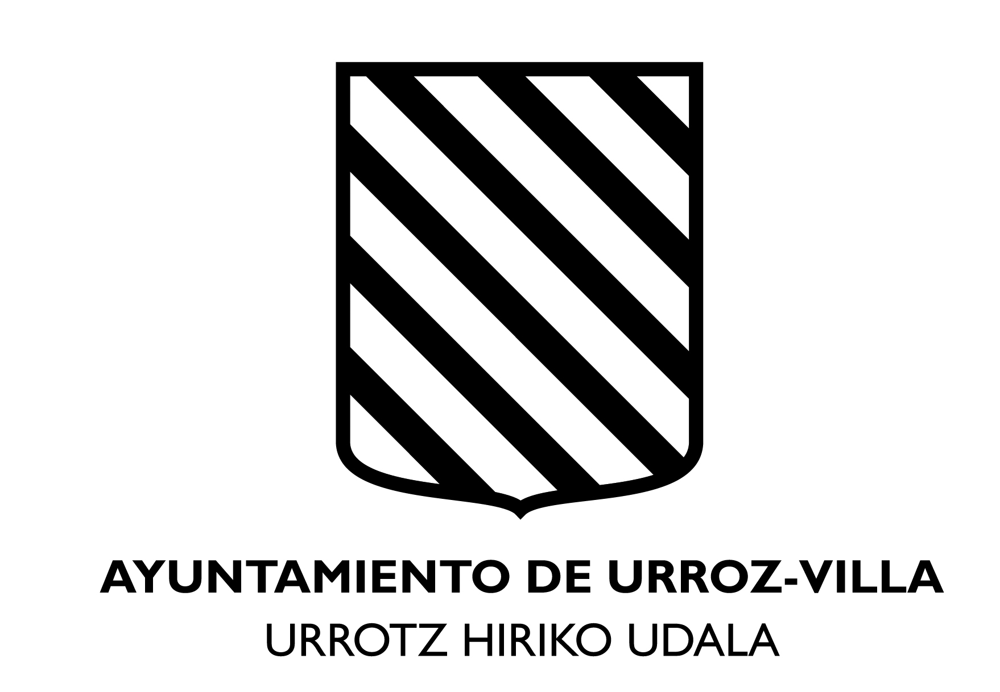 AYUNTAMIENTO DE URROZ-VILLA
URROTZ HIRIKO UDALA